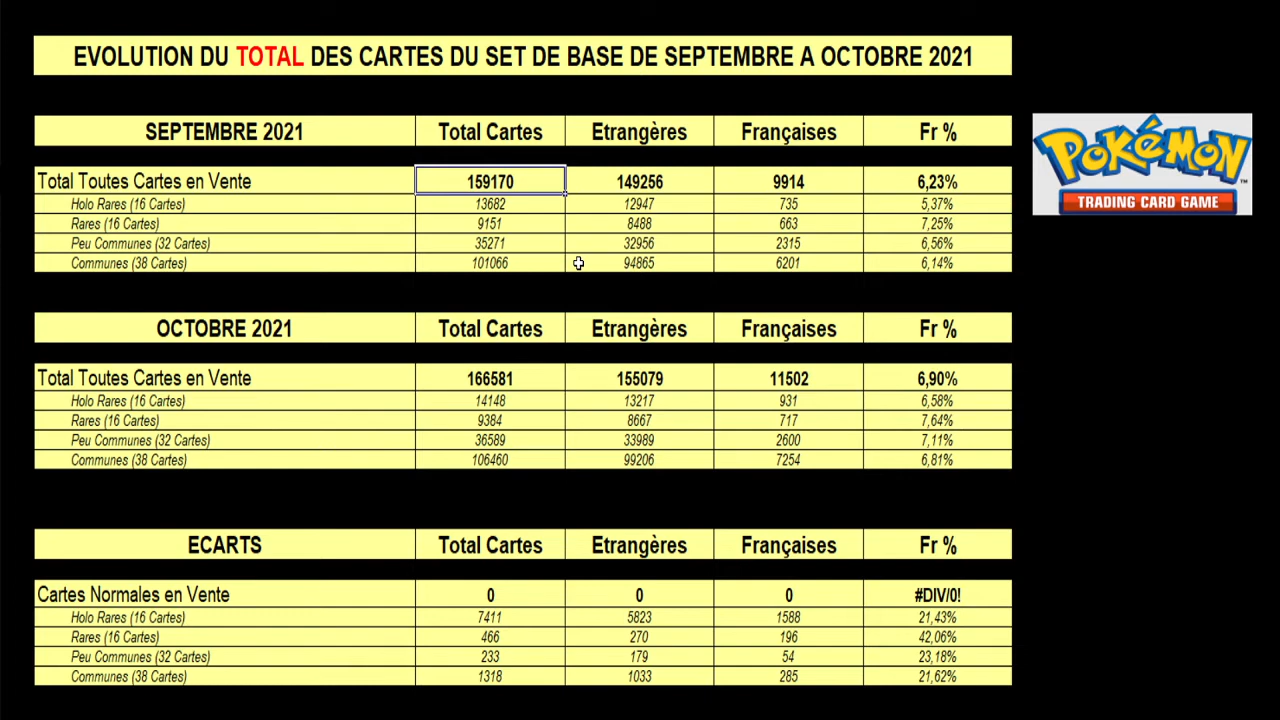 EVOLUTION DU TOTAL DES CARTES DU SET DE BASE DE SEPTEMBRE A OCTOBRE 2021
SEPTEMBRE 2021 Total Cartes Etrangères Françaises Fr %
Total Toutes Cartes en Vente 159170 149256 9914 6,23%
Holo Rares (16 Cartes) 13682 12947 735 5,37%
Rares (16 Cartes) 9151 8488 663 7,25%
Peu Communes (32 Cartes) 35271 32956 2315 6,56%
Communes (38 Cartes) 101066 94865 6201 6,14%
POKéMON
TM
TRADING CARD GAME
OCTOBRE 2021 Total Cartes Etrangères Françaises Fr %
Total Toutes Cartes en Vente 166581 155079 11502 6,90%
Holo Rares (16 Cartes) 14148 13217 931 6,58%
Rares (16 Cartes) 9384 8667 717 7,64%
Peu Communes (32 Cartes) 36589 33989 2600 7,11%
Communes (38 Cartes) 106460 99206 7254 6,81%
ECARTS Total Cartes Etrangères Françaises Fr %
Cartes Normales en Vente 0 0 0 #DIV/0!
Holo Rares (16 Cartes) 7411 5823 1588 21,43%
Rares (16 Cartes) 466 270 196 42,06%
Peu Communes (32 Cartes) 233 179 54 23,18%
Communes (38 Cartes) 1318 1033 285 21,62%